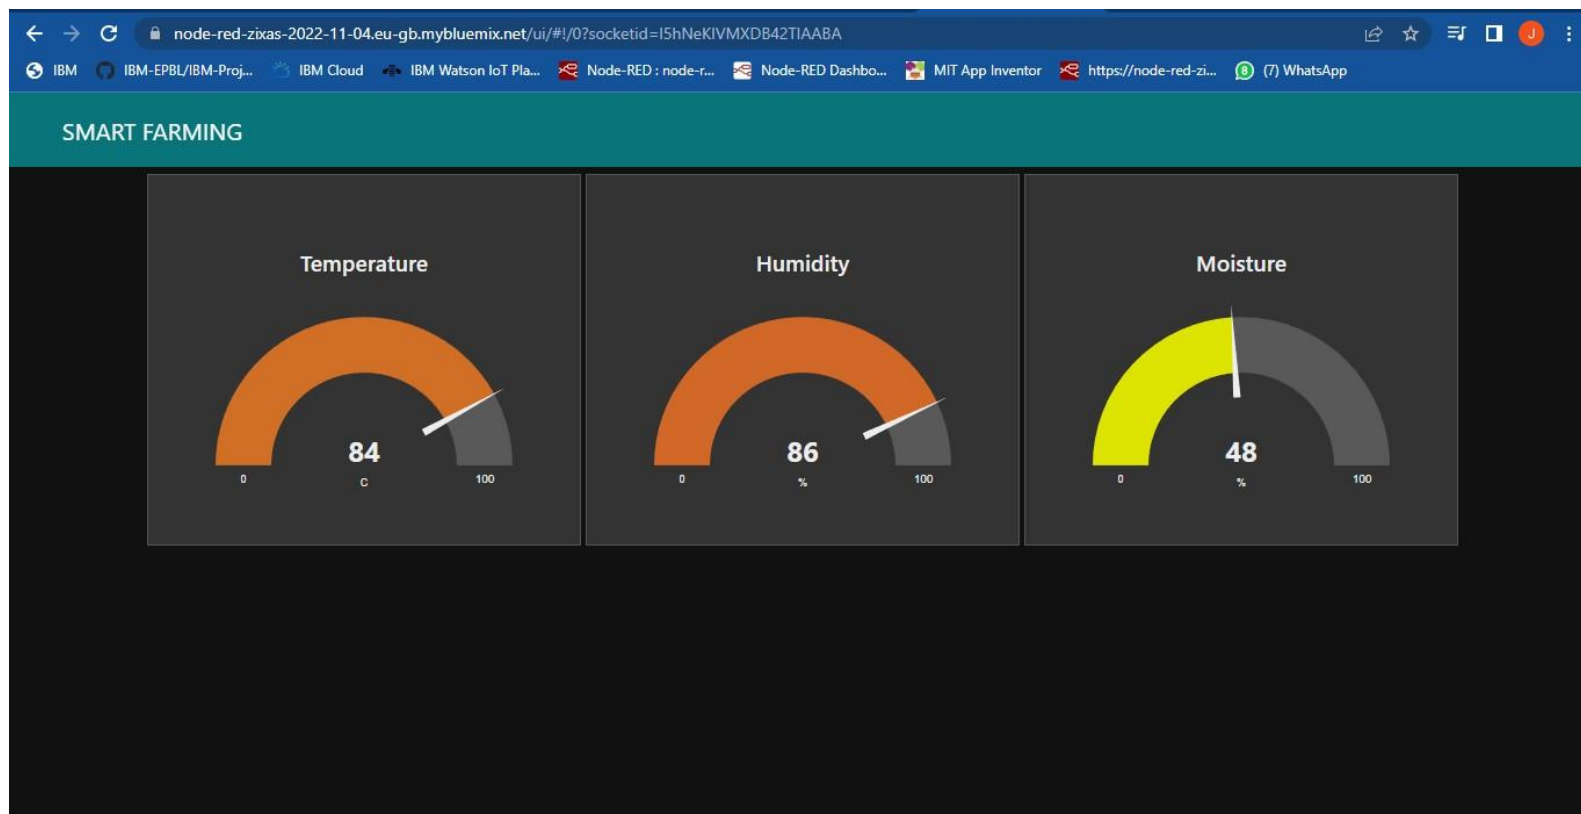 node-red-zixas-2022-11-04.eu-gb.mybluemix.net/ui/#!/0?socketid=I5hNeKIVMXDB42TIAABA
J
IBM IBM-EPBL/IBM-Proj... IBM Cloud IBM Watson IoT Pla... Node-RED : node-r... Node-RED Dashbo... MIT App Inventor https://node-red-zi... 8 (7) WhatsApp
SMART FARMING
Temperature Humidity Moisture
84 86 48
0 C 100 0 % 100 0 % 100